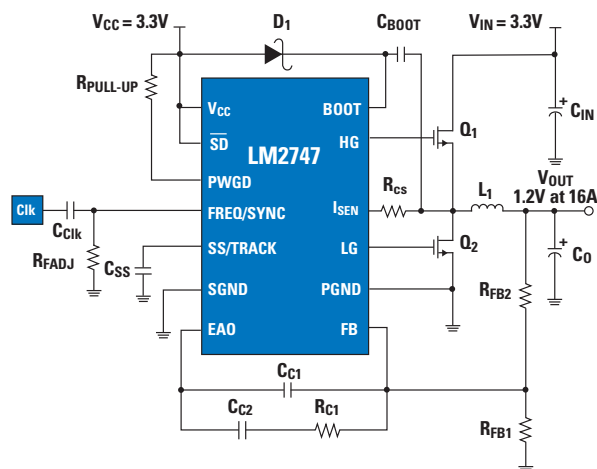 VCC = 3.3V
D1
CBOOT
VIN = 3.3V
RPULL-UP
VCC
BOOT
Q1
CIN
SD
HG
LM2747
PWGD
RCS
L1
VOUT
1.2V at 16A
Clk
FREQ/SYNC
ISEN
CClk
SS/TRACK
LG
Q2
CO
RFADJ
CSS
SGND
PGND
RFB2
EAO
FB
CC1
CC2
RC1
RFB1